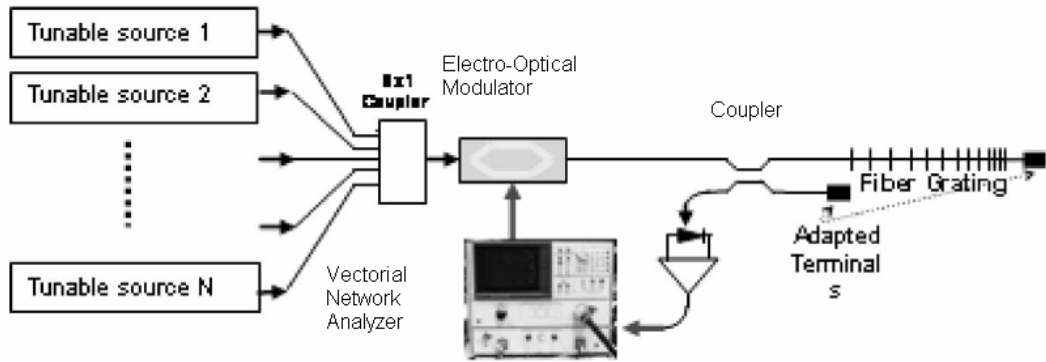 Tunable source 1
Tunable source 2
Tunable source N
Coupler
Electro-Optical
Modulator
Coupler
Fiber Grating
Adapted
Terminal
s
Vectorial
Network
Analyzer